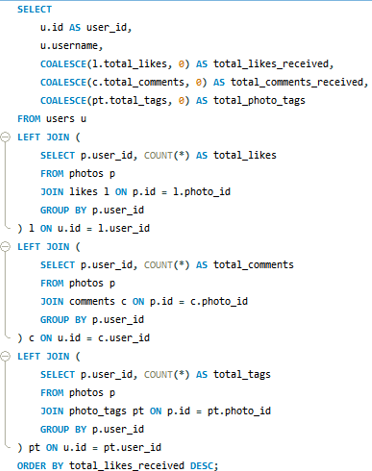 SELECT
u.id AS user_id,
u.username,
COALESCE(l.total_likes, 0) AS total_likes_received,
COALESCE(c.total_comments, 0) AS total_comments_received,
COALESCE(pt.total_tags, 0) AS total_photo_tags
FROM users u
LEFT JOIN (
SELECT p.user_id, COUNT(*) AS total_likes
FROM photos p
JOIN likes l ON p.id = l.photo_id
GROUP BY p.user_id
) l ON u.id = l.user_id
LEFT JOIN (
SELECT p.user_id, COUNT(*) AS total_comments
FROM photos p
JOIN comments c ON p.id = c.photo_id
GROUP BY p.user_id
) c ON u.id = c.user_id
LEFT JOIN (
SELECT p.user_id, COUNT(*) AS total_tags
FROM photos p
JOIN photo_tags pt ON p.id = pt.photo_id
GROUP BY p.user_id
) pt ON u.id = pt.user_id
ORDER BY total_likes_received DESC;